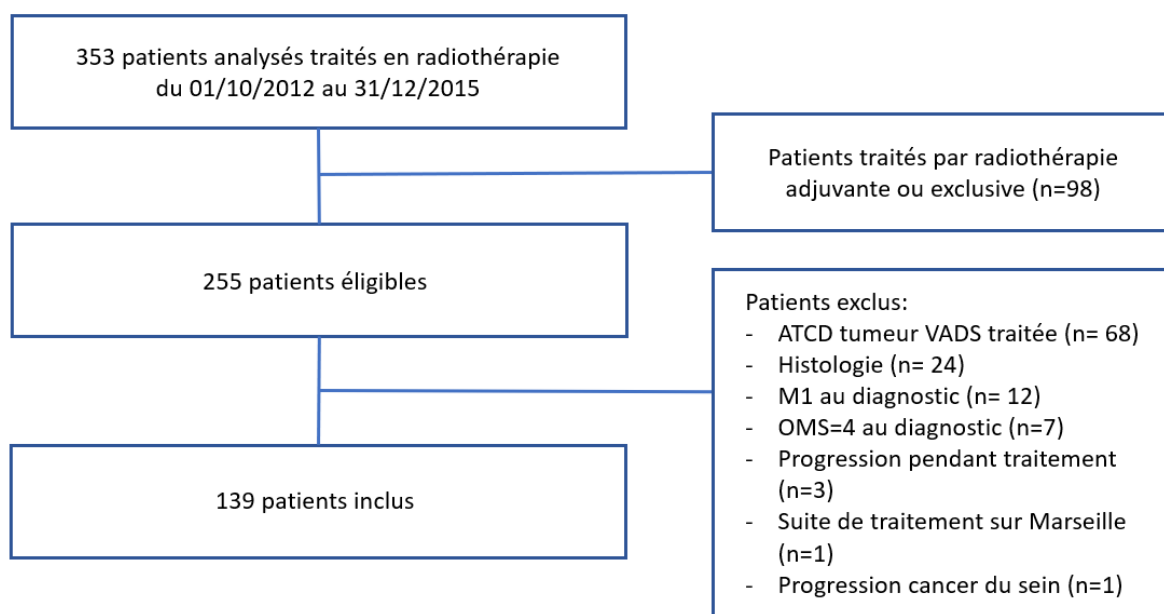 353 patients analysés traités en radiothérapie
du 01/10/2012 au 31/12/2015
Patients traités par radiothérapie
adjuvante ou exclusive (n=98)
255 patients éligibles
Patients exclus:
- ATCD tumeur VADS traitée (n= 68)
- Histologie (n= 24)
- M1 au diagnostic (n= 12)
- OMS=4 au diagnostic (n=7)
- Progression pendant traitement
(n=3)
- Suite de traitement sur Marseille
(n=1)
- Progression cancer du sein (n=1)
139 patients inclus